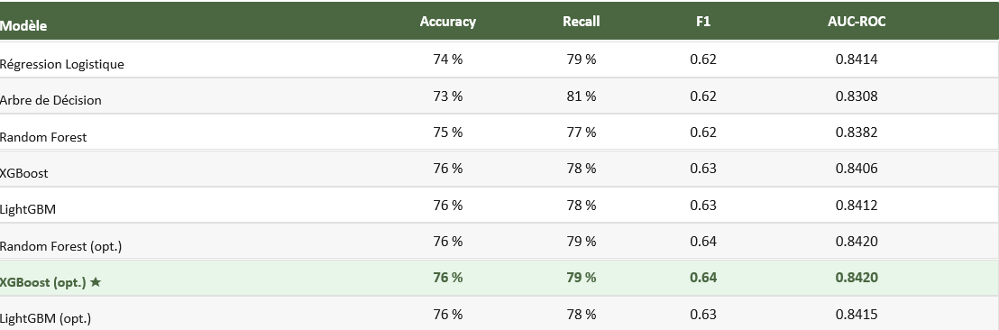 Modèle Accuracy Recall F1 AUC-ROC
Régression Logistique 74 % 79 % 0.62 0.8414
Arbre de Décision 73 % 81 % 0.62 0.8308
Random Forest 75 % 77 % 0.62 0.8382
XGBoost 76 % 78 % 0.63 0.8406
LightGBM 76 % 78 % 0.63 0.8412
Random Forest (opt.) 76 % 79 % 0.64 0.8420
XGBoost (opt.) ★ 76 % 79 % 0.64 0.8420
LightGBM (opt.) 76 % 78 % 0.63 0.8415